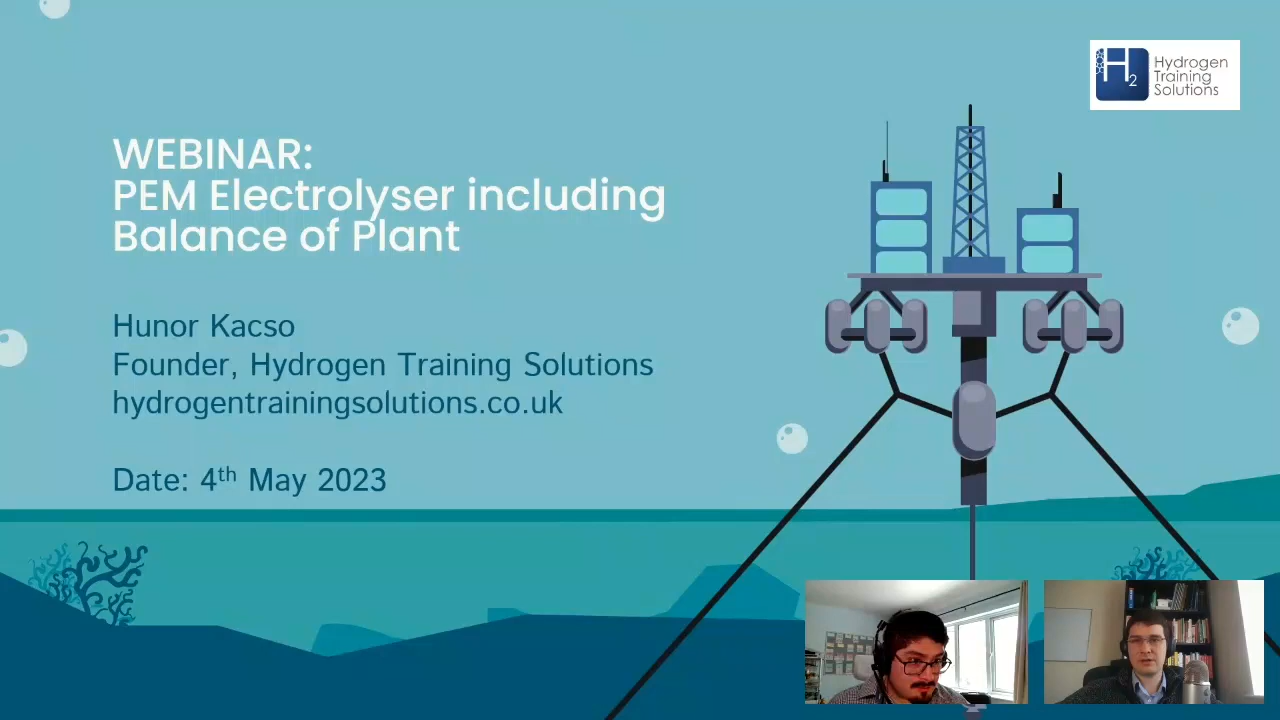 H2
Hydrogen
Training
Solutions
WEBINAR:
PEM Electrolyser including
Balance of Plant
Hunor Kacso
Founder, Hydrogen Training Solutions
hydrogentrainingsolutions.co.uk
Date: 4th May 2023